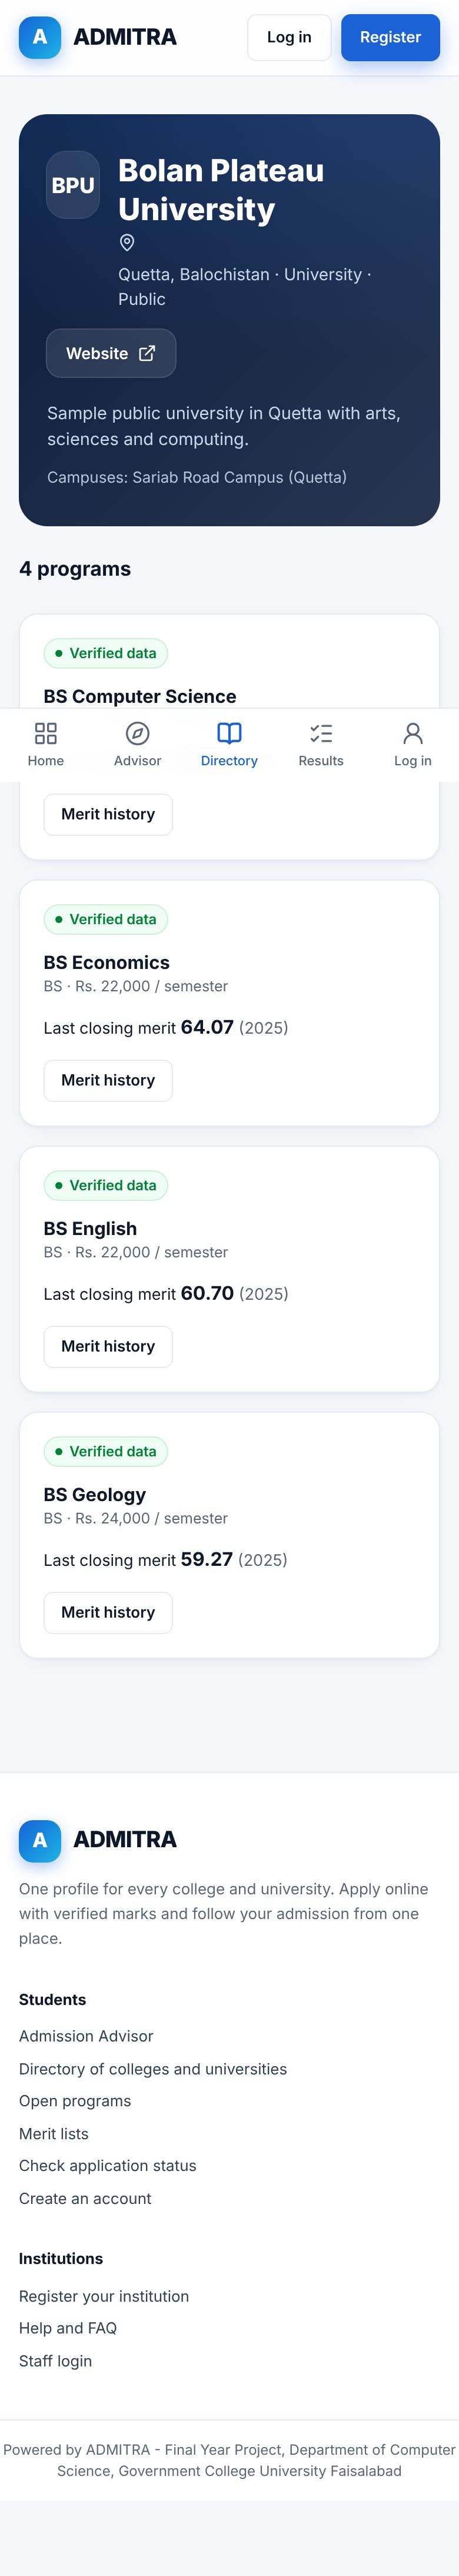 A ADMITRA
Log in
Register
BPU
Bolan Plateau
University
Quetta, Balochistan · University ·
Public
Website
Sample public university in Quetta with arts,
sciences and computing.
Campuses: Sariab Road Campus (Quetta)
4 programs
Verified data
BS Computer Science
Home
Advisor
Directory
Results
Log in
Merit history
Verified data
BS Economics
BS · Rs. 22,000 / semester
Last closing merit 64.07 (2025)
Merit history
Verified data
BS English
BS · Rs. 22,000 / semester
Last closing merit 60.70 (2025)
Merit history
Verified data
BS Geology
BS · Rs. 24,000 / semester
Last closing merit 59.27 (2025)
Merit history
A ADMITRA
One profile for every college and university. Apply online
with verified marks and follow your admission from one
place.
Students
Admission Advisor
Directory of colleges and universities
Open programs
Merit lists
Check application status
Create an account
Institutions
Register your institution
Help and FAQ
Staff login
Powered by ADMITRA - Final Year Project, Department of Computer
Science, Government College University Faisalabad